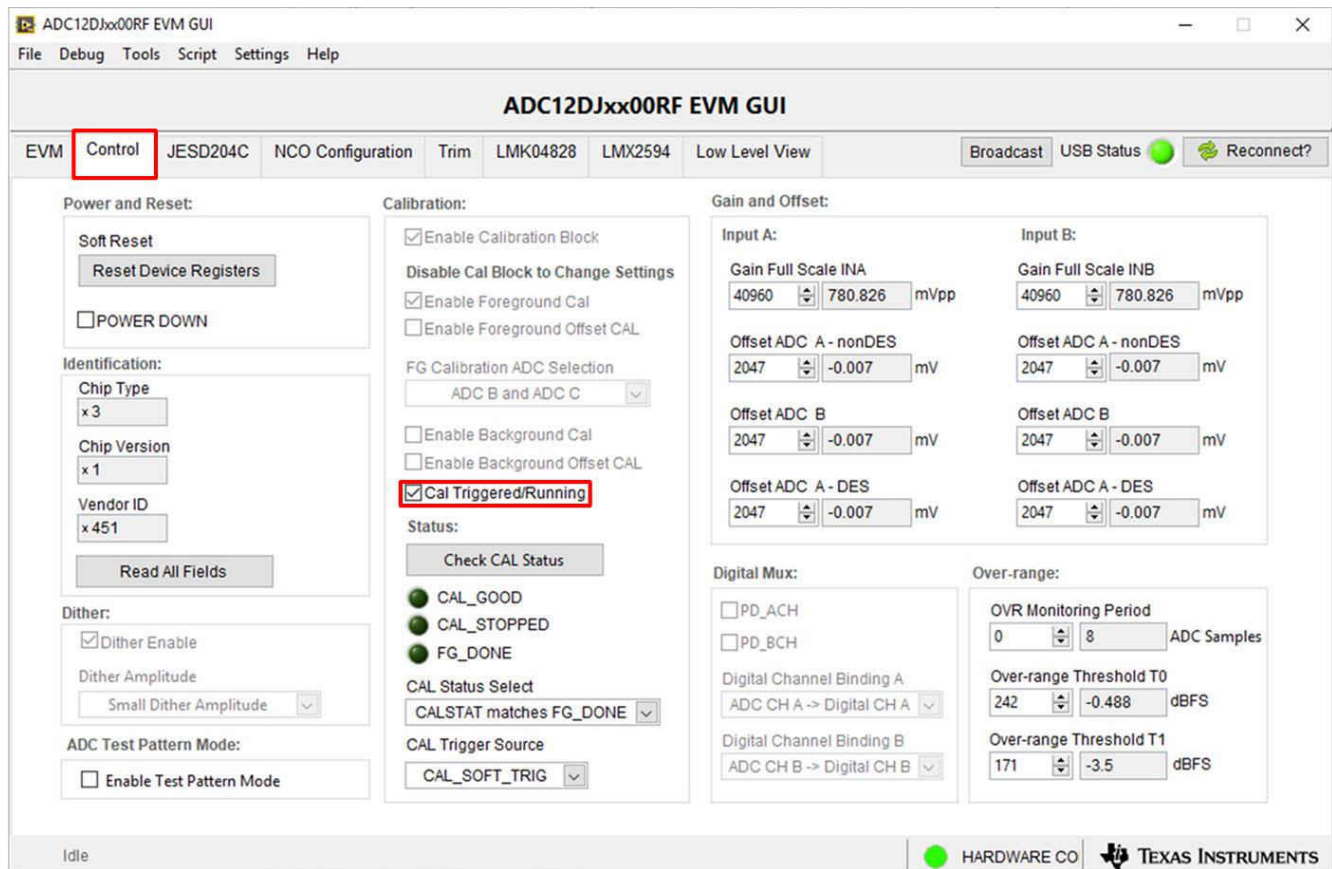 ADC12DJxx00RF EVM GUI
File Debug Tools Script Settings Help
ADC12DJxx00RF EVM GUI
EVM Control JESD204C NCO Configuration Trim LMK04828 LMX2594 Low Level View Broadcast USB Status Reconnect?
Power and Reset:
Soft Reset
Reset Device Registers
POWER DOWN
Identification:
Chip Type
x 3
Chip Version
x 1
Vendor ID
x 451
Read All Fields
Dither:
Dither Enable
Dither Amplitude
Small Dither Amplitude
ADC Test Pattern Mode:
Enable Test Pattern Mode
Calibration:
Enable Calibration Block
Disable Cal Block to Change Settings
Enable Foreground Cal
Enable Foreground Offset CAL
FG Calibration ADC Selection
ADC B and ADC C
Enable Background Cal
Enable Background Offset CAL
Cal Triggered/Running
Status:
Check CAL Status
CAL_GOOD
CAL_STOPPED
FG_DONE
CAL Status Select
CALSTAT matches FG_DONE
CAL Trigger Source
CAL_SOFT_TRIG
Gain and Offset:
Input A:
Gain Full Scale INA
40960 780.826 mVpp
Offset ADC A - nonDES
2047 -0.007 mV
Offset ADC B
2047 -0.007 mV
Offset ADC A - DES
2047 -0.007 mV
Input B:
Gain Full Scale INB
40960 780.826 mVpp
Offset ADC A - nonDES
2047 -0.007 mV
Offset ADC B
2047 -0.007 mV
Offset ADC A - DES
2047 -0.007 mV
Digital Mux:
PD_ACH
PD_BCH
Digital Channel Binding A
ADC CH A -> Digital CH A
Digital Channel Binding B
ADC CH B -> Digital CH B
Over-range:
OVR Monitoring Period
0 8 ADC Samples
Over-range Threshold T0
242 -0.488 dBFS
Over-range Threshold T1
171 -3.5 dBFS
Idle HARDWARE CO TEXAS INSTRUMENTS